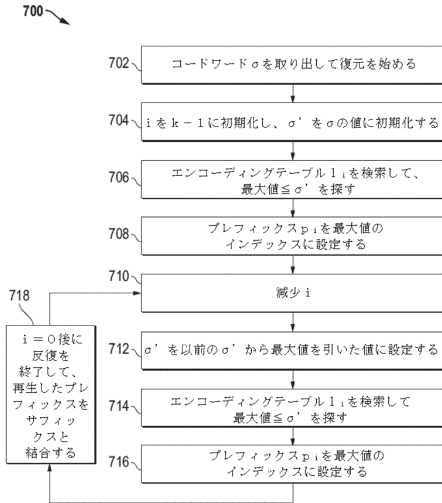 700
702
コードワードσを取り出して復元を始める
704
iをk-1に初期化し、σ'をσの値に初期化する
706
エンコーディングテーブルl iを検索して、
最大値≦σ'を探す
708
プレフィックスp iを最大値の
インデックスに設定する
710
減少i
712
σ'を以前のσ'から最大値を引いた値に設定する
714
エンコーディングテーブルl iを検索して
最大値≦σ'を探す
716
プレフィックスp iを最大値の
インデックスに設定する
718
i=0後に
反復を
終了して、
再生したプレ
フィックスを
サフィッ
クスと
結合する